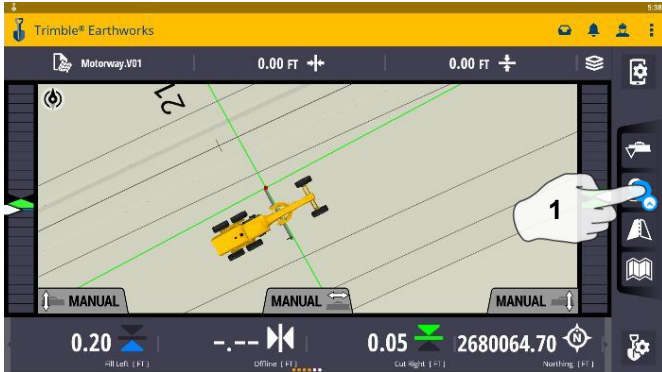 5:38
Trimble® Earthworks
Motorway.V01 0.00 FT 0.00 FT
21
1
MANUAL MANUAL MANUAL
0.20 -.-- 0.05 2680064.70 N
Fill Left [FT] Offline [FT] Cut Right [FT] Northing [FT]